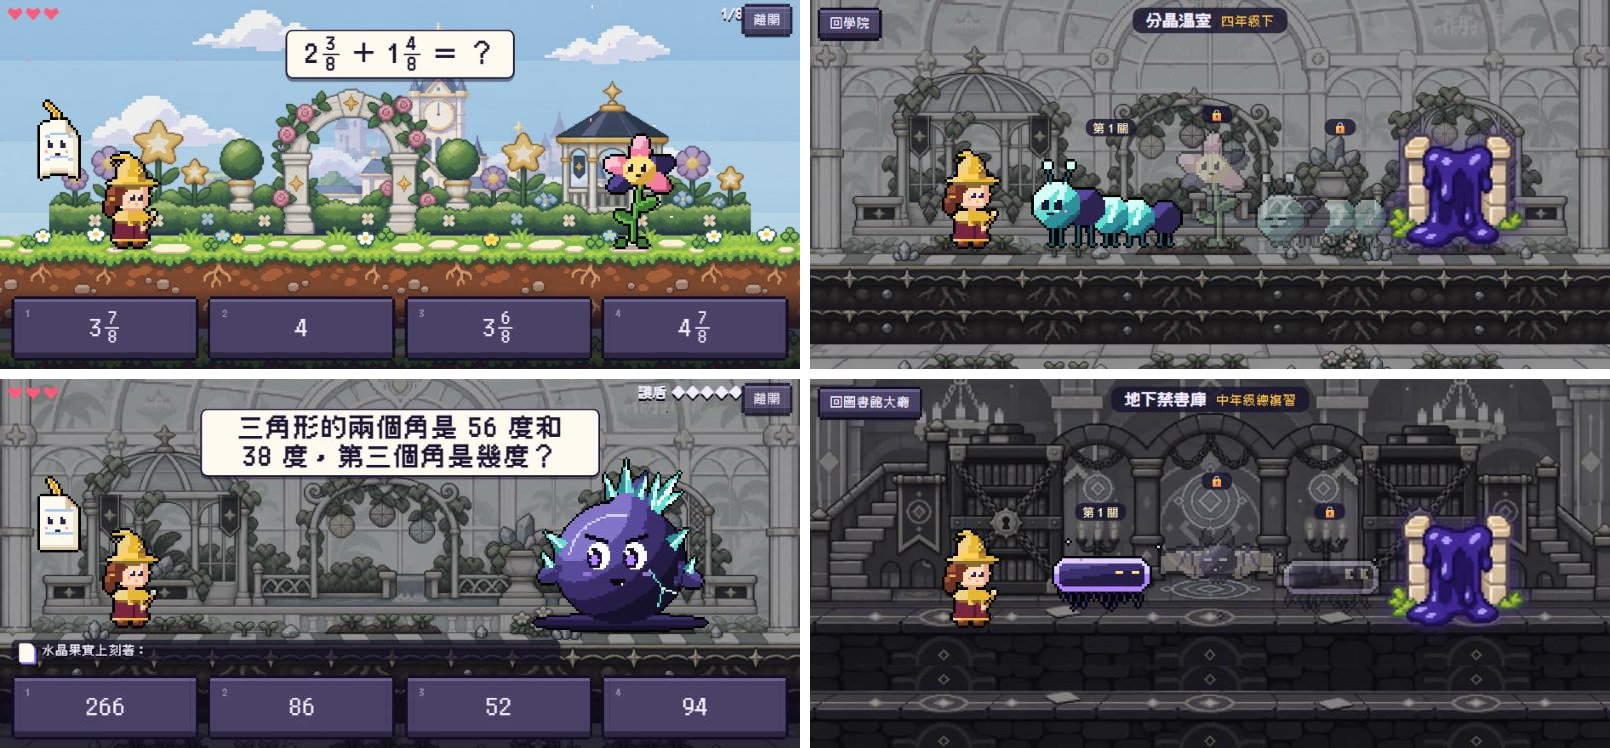 1/8
離開
2 3/8 + 1 4/8 = ?
1
3 7/8
2
4
3
3 6/8
4
4 7/8
回學院
分晶溫室 四年級下
第1關
護盾
離開
三角形的兩個角是 56 度和
38 度，第三個角是幾度？
水晶果實上刻著：
1
266
2
86
3
52
4
94
回圖書館大廳
地下禁書庫 中年級總複習
第1關